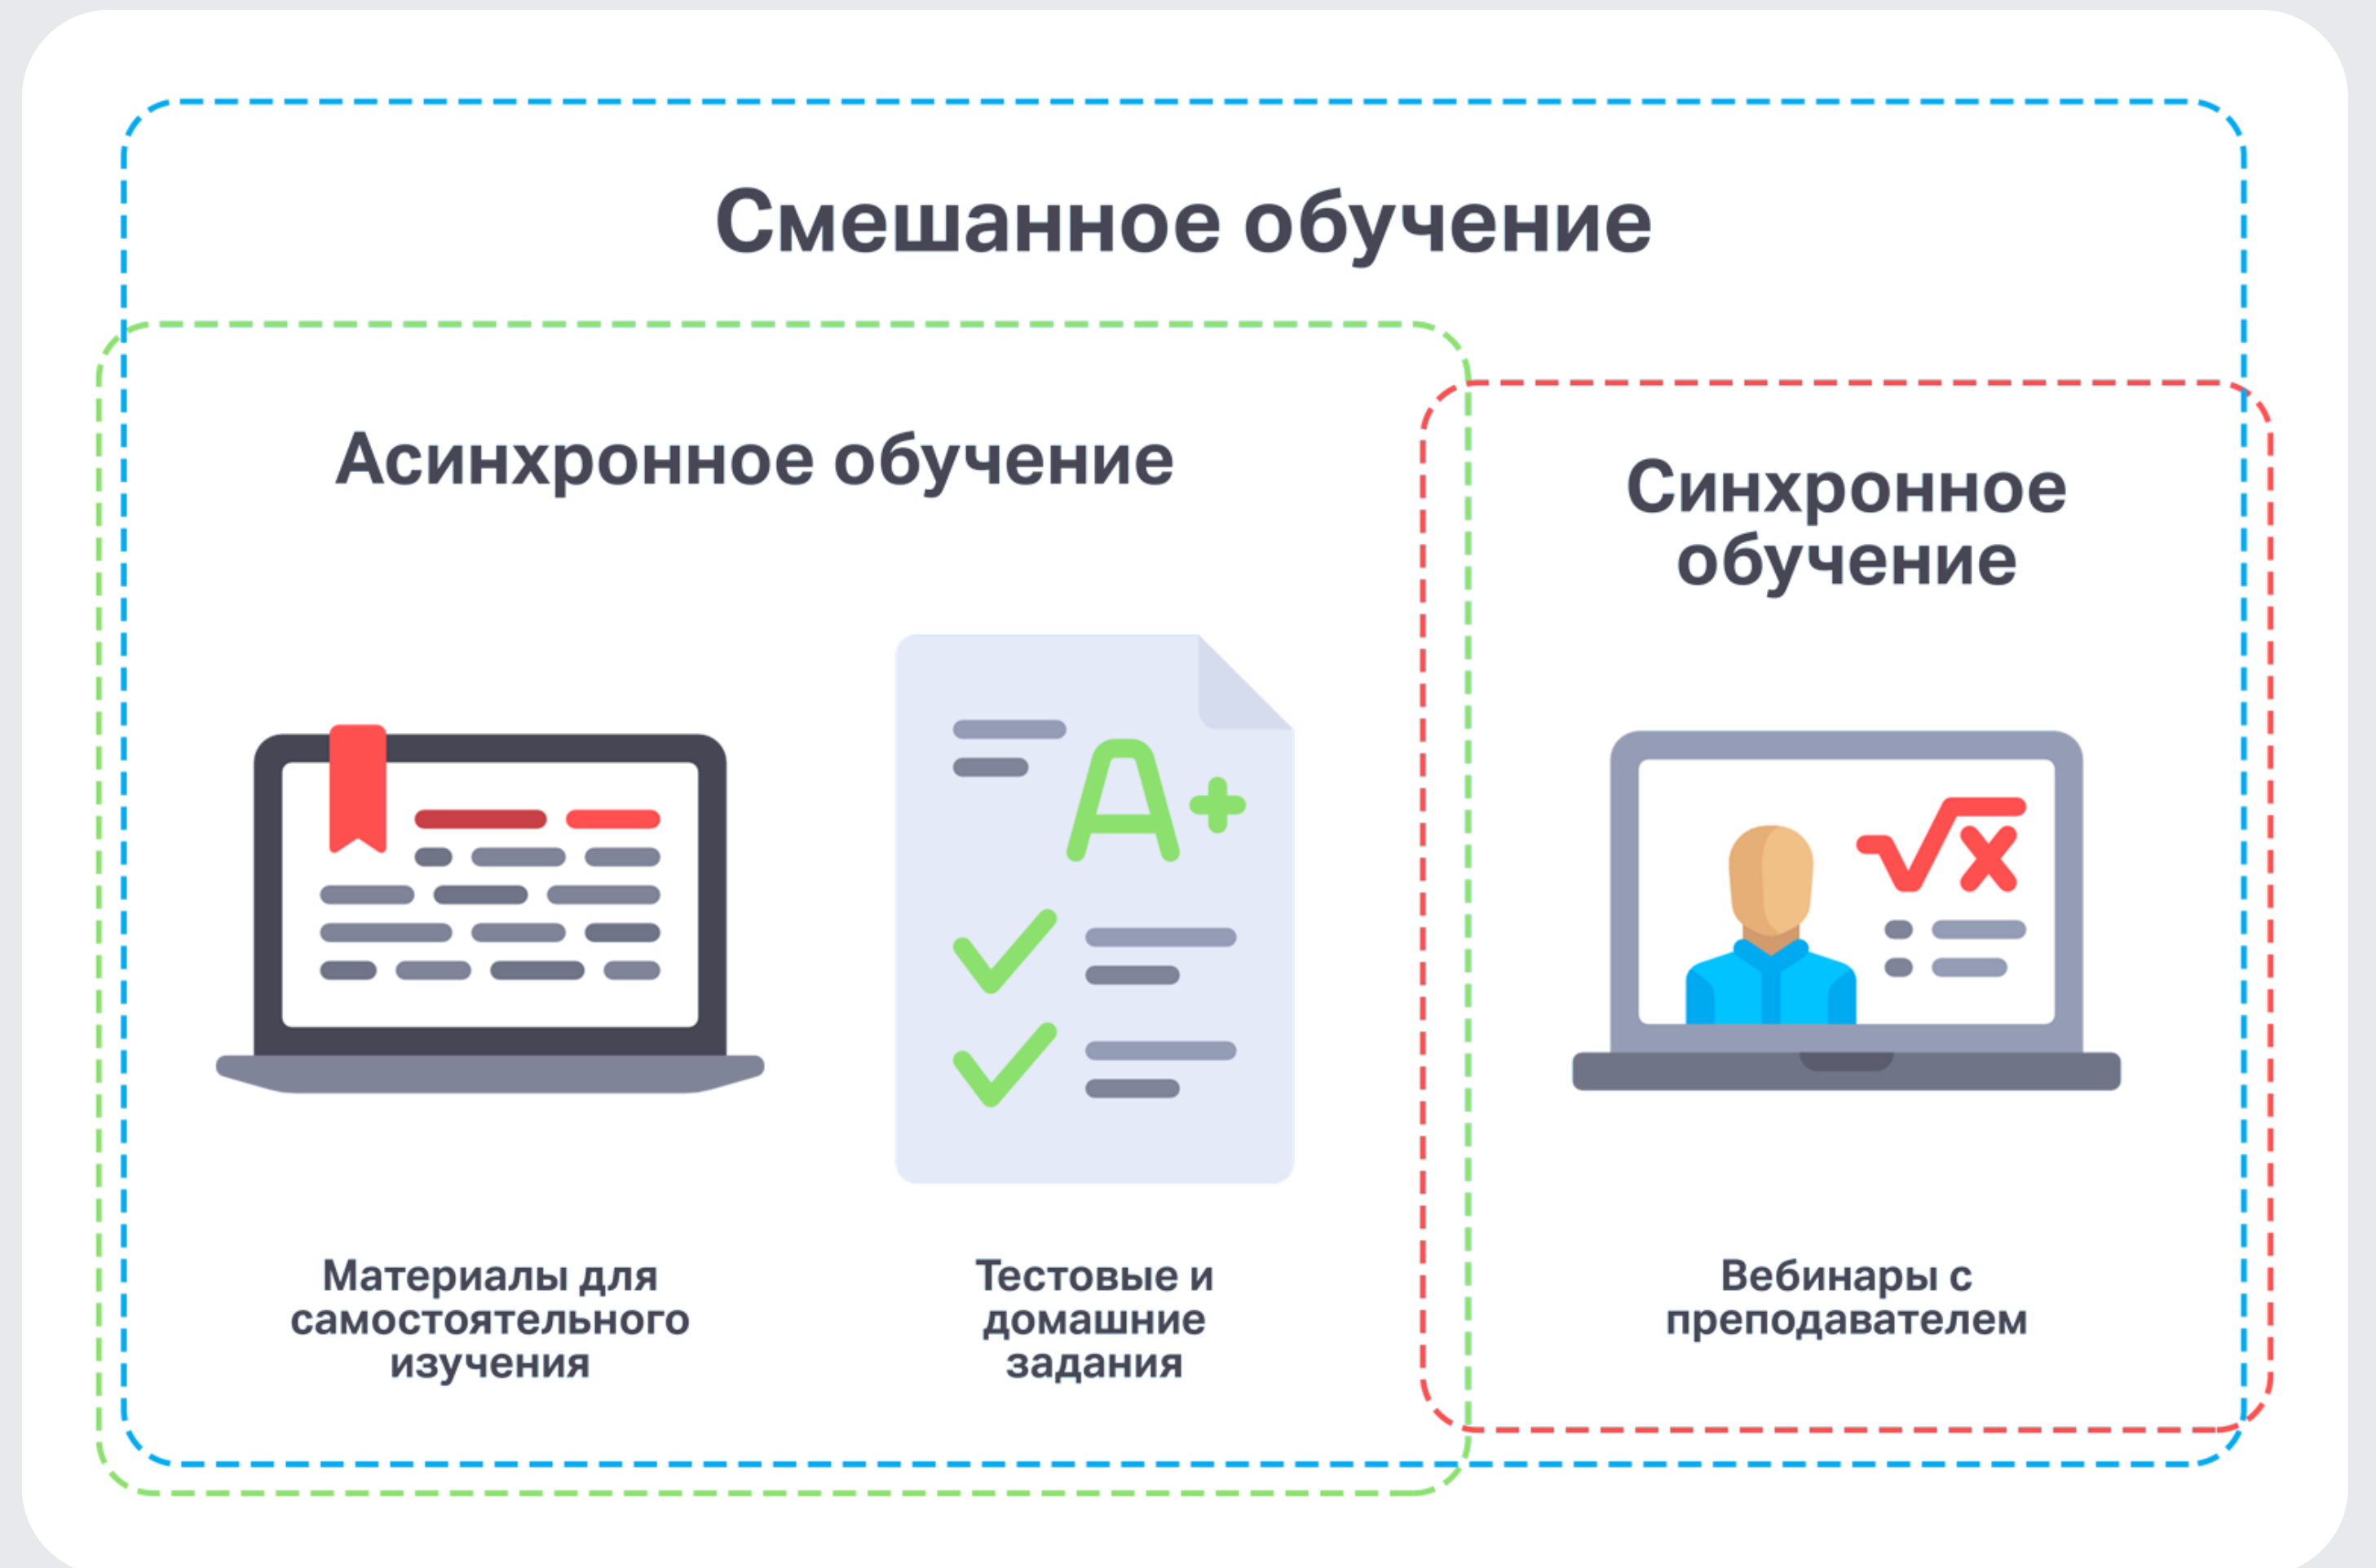 Смешанное обучение
Асинхронное обучение
Синхронное
обучение
A+
√x
Материалы для
самостоятельного
изучения
Тестовые и
домашние
задания
Вебинары с
преподавателем